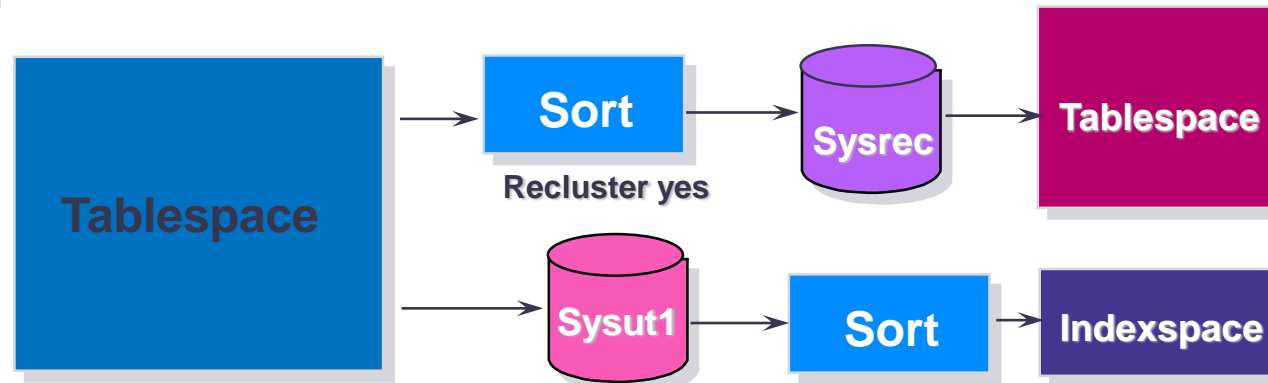 Tablespace
Sort
Recluster yes
Sysrec
Tablespace
Sysut1
Sort
Indexspace